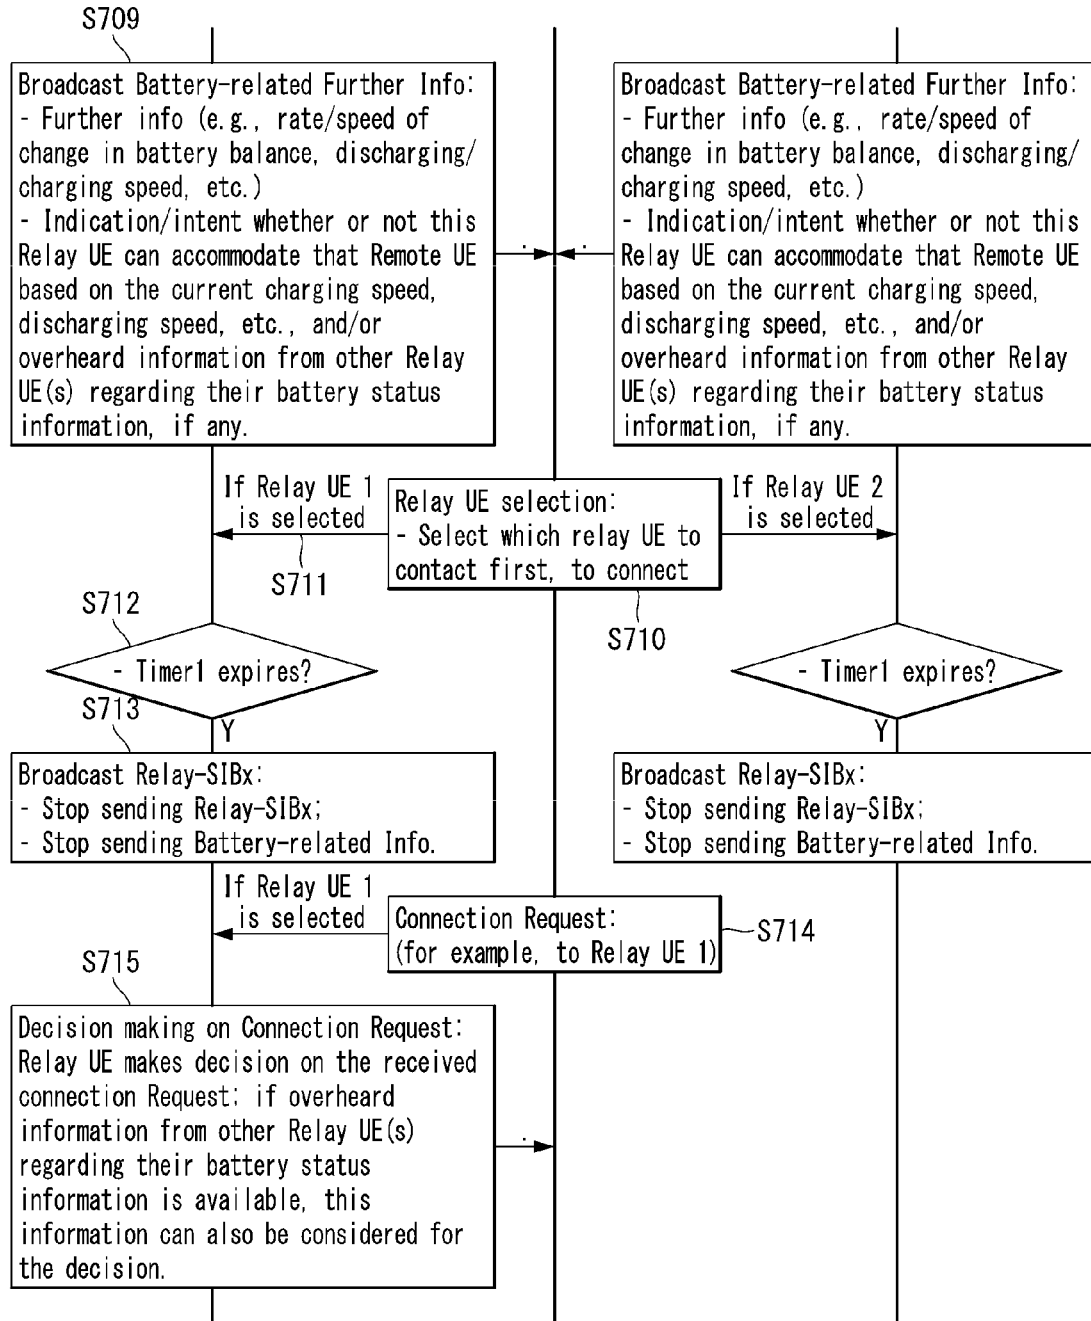 S709
Broadcast Battery-related Further Info:
- Further info (e.g., rate/speed of
change in battery balance, discharging/
charging speed, etc.)
- Indication/intent whether or not this
Relay UE can accommodate that Remote UE
based on the current charging speed,
discharging speed, etc., and/or
overheard information from other Relay
UE(s) regarding their battery status
information, if any.
Broadcast Battery-related Further Info:
- Further info (e.g., rate/speed of
change in battery balance, discharging/
charging speed, etc.)
- Indication/intent whether or not this
Relay UE can accommodate that Remote UE
based on the current charging speed,
discharging speed, etc., and/or
overheard information from other Relay
UE(s) regarding their battery status
information, if any.
If Relay UE 1
is selected
S711
Relay UE selection:
- Select which relay UE to
contact first, to connect
S710
If Relay UE 2
is selected
S712
- Timer1 expires?
Y
- Timer1 expires?
Y
S713
Broadcast Relay-SIBx:
- Stop sending Relay-SIBx;
- Stop sending Battery-related Info.
Broadcast Relay-SIBx:
- Stop sending Relay-SIBx;
- Stop sending Battery-related Info.
If Relay UE 1
is selected
Connection Request:
(for example, to Relay UE 1)
S714
S715
Decision making on Connection Request:
Relay UE makes decision on the received
connection Request; if overheard
information from other Relay UE(s)
regarding their battery status
information is available, this
information can also be considered for
the decision.